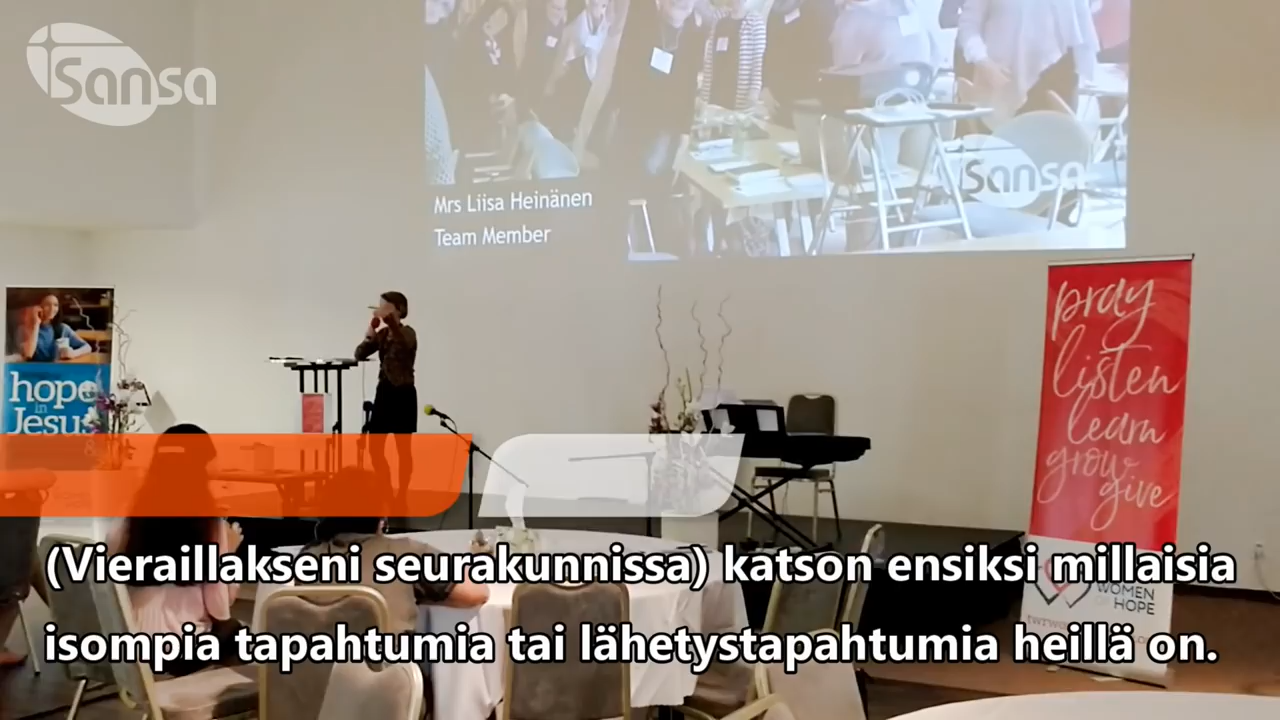 Sansa
Sansa
Mrs Liisa Heinänen
Team Member
hope
in
Jesus
&
pray
listen
learn
grow
give
WOMEN
HOPE
(Vieraillakseni seurakunnissa) katson ensiksi millaisia
isompia tapahtumia tai lähetystapahtumia heillä on.